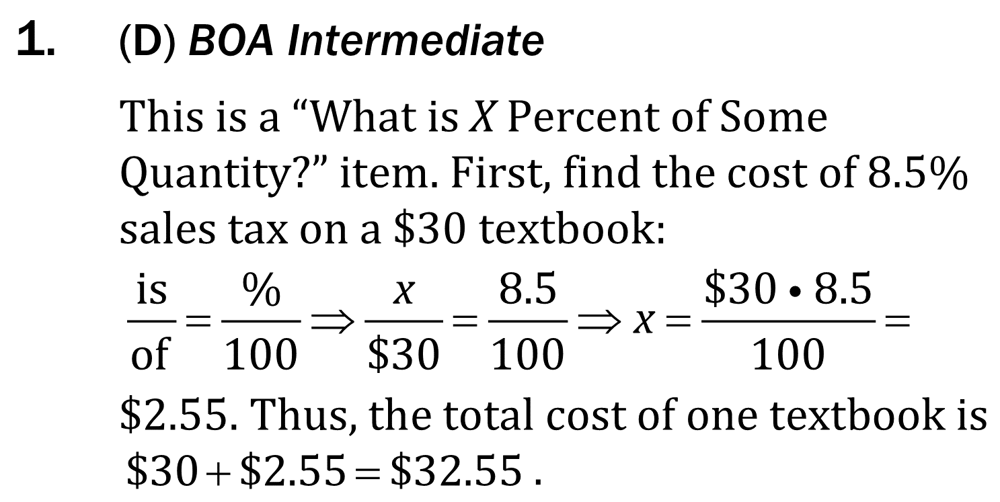 1. (D) BOA Intermediate
This is a “What is X Percent of Some
Quantity?” item. First, find the cost of 8.5%
sales tax on a $30 textbook:
is/of = %/100 ⇒ x/$30 = 8.5/100 ⇒ x = $30 • 8.5/100 =
$2.55. Thus, the total cost of one textbook is
$30 + $2.55 = $32.55 .